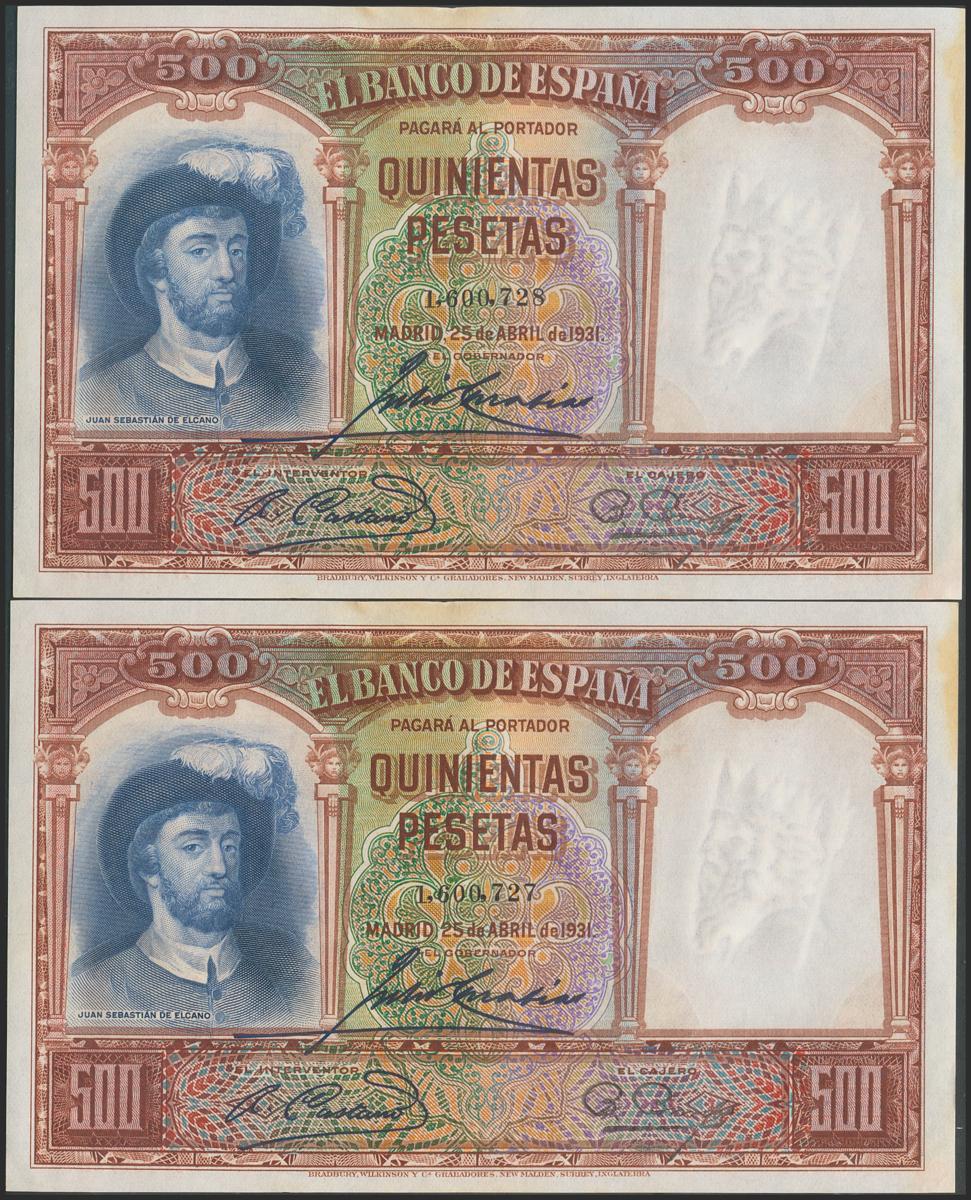 500 500
EL BANCO DE ESPAÑA
PAGARÁ AL PORTADOR
QUINIENTAS
PESETAS
1,600,728
MADRID, 25 de ABRIL de 1931.
EL GOBERNADOR
JUAN SEBASTIÁN DE ELCANO
EL INTERVENTOR EL CAJERO
500 500
BRADBURY, WILKINSON Y Cª GRABADORES, NEW MALDEN, SURREY, INGLATERRA
500 500
EL BANCO DE ESPAÑA
PAGARÁ AL PORTADOR
QUINIENTAS
PESETAS
1,600,727
MADRID, 25 de ABRIL de 1931.
EL GOBERNADOR
JUAN SEBASTIÁN DE ELCANO
EL INTERVENTOR EL CAJERO
500 500
BRADBURY, WILKINSON Y Cª GRABADORES, NEW MALDEN, SURREY, INGLATERRA